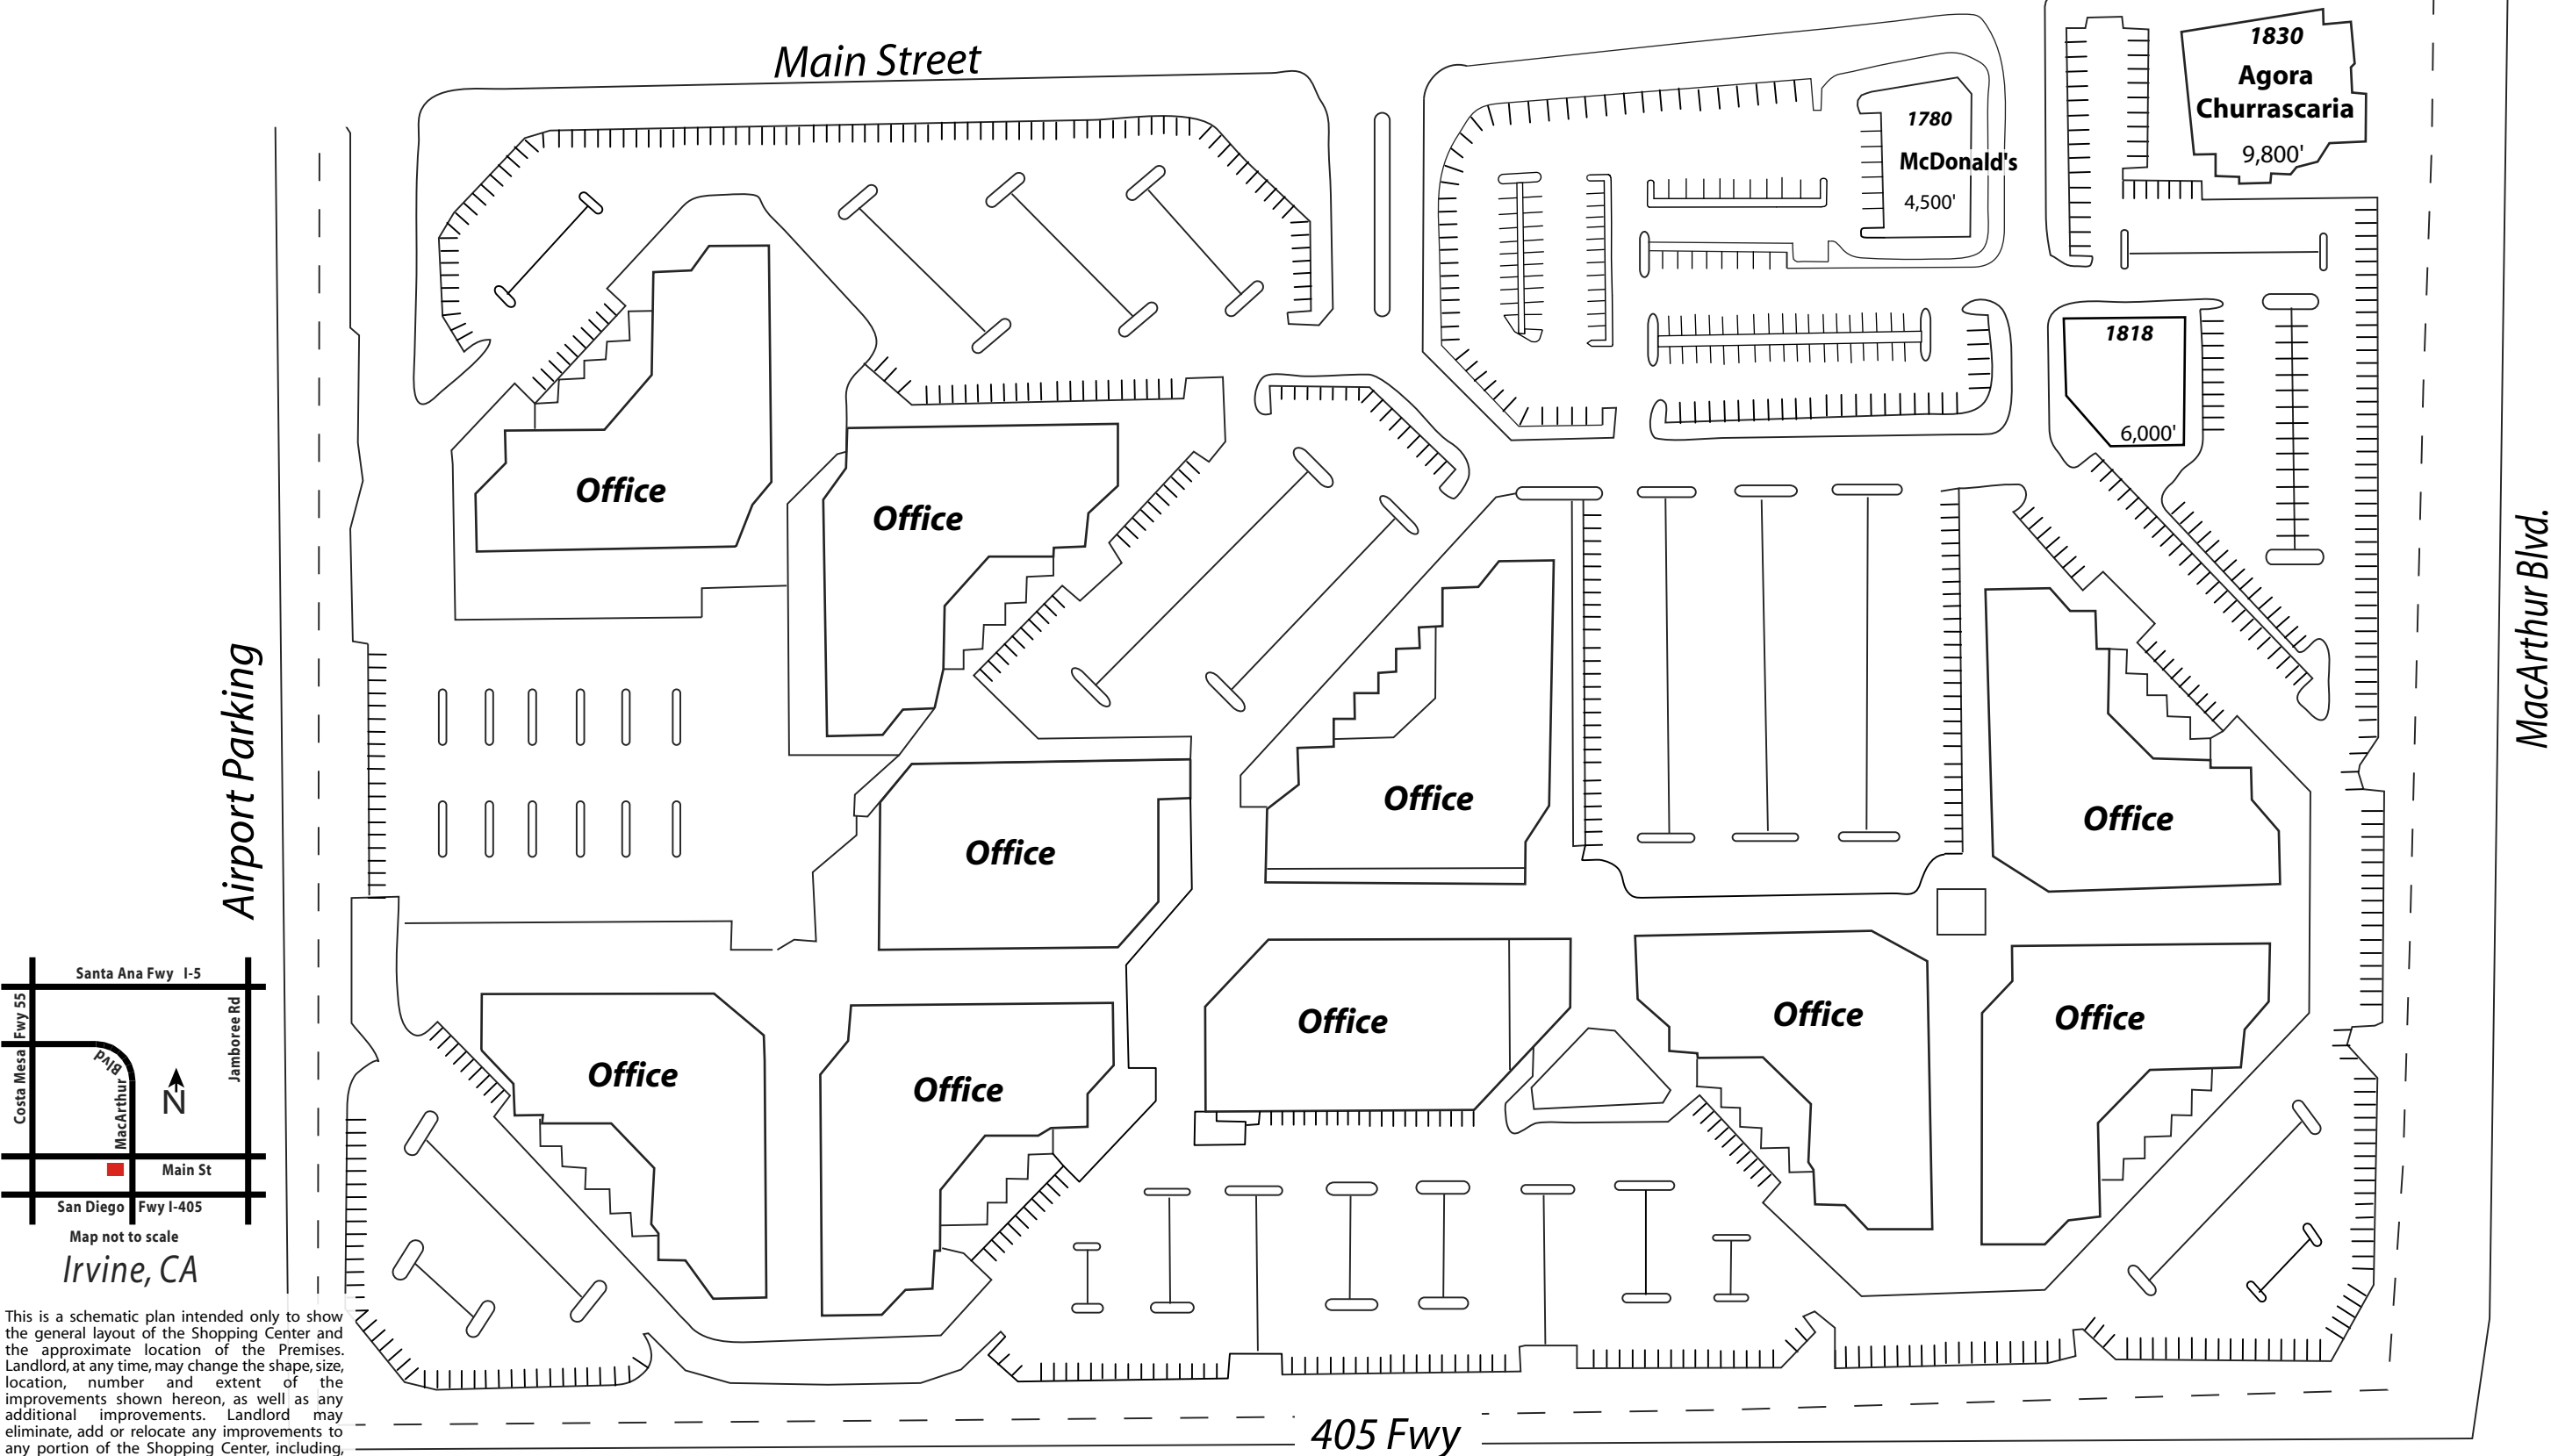 Main Street
1830
Agora
Churrascaria
9,800'
1780
McDonald's
4,500'
1818
6,000'
Office
Office
Office
Office
Office
Office
Office
Office
Office
Office
Airport Parking
MacArthur Blvd.
405 Fwy
Santa Ana Fwy I-5
Costa Mesa Fwy 55
Jamboree Rd
MacArthur Blvd
N
Main St
San Diego Fwy I-405
Map not to scale
Irvine, CA
This is a schematic plan intended only to show
the general layout of the Shopping Center and
the approximate location of the Premises.
Landlord, at any time, may change the shape, size,
location, number and extent of the
improvements shown hereon, as well as any
additional improvements. Landlord may
eliminate, add or relocate any improvements to
any portion of the Shopping Center, including,